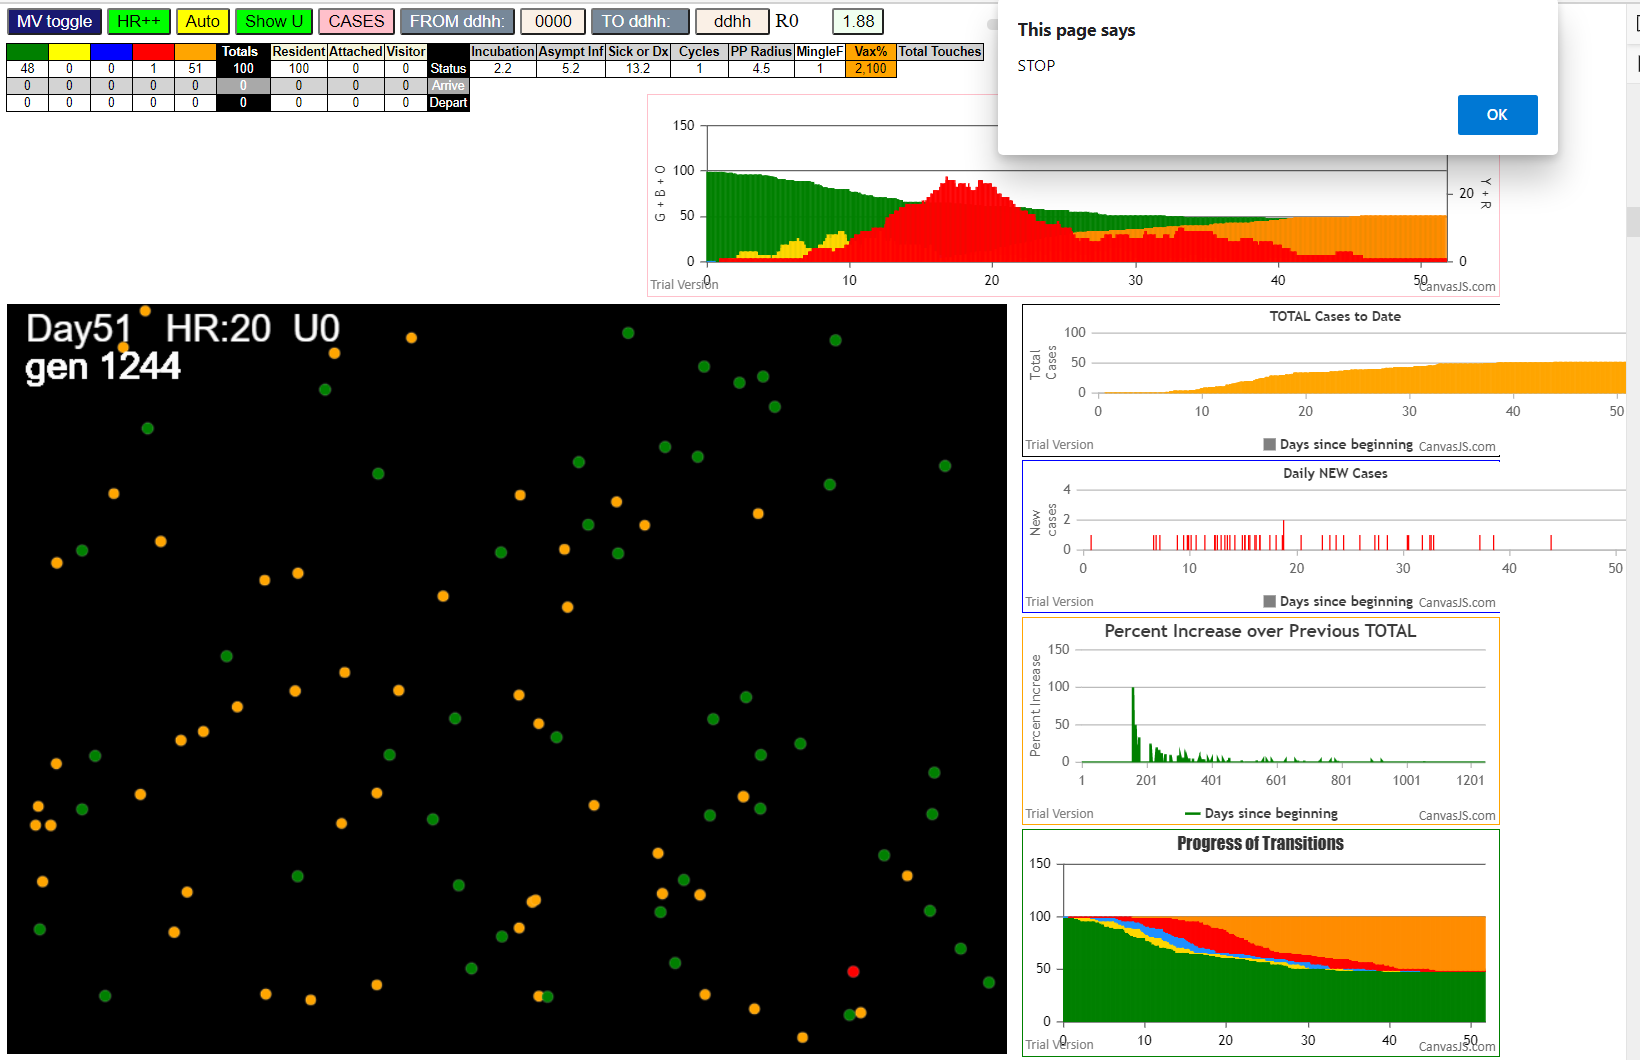 MV toggle HR++ Auto Show U CASES FROM ddhh: 0000 TO ddhh: ddhh R0 1.88
Totals Resident Attached Visitor Incubation Asympt Inf Sick or Dx Cycles PP Radius MingleF Vax% Total Touches
48 0 0 1 51 100 100 0 0 Status 2.2 5.2 13.2 1 4.5 1 2,100
0 0 0 0 0 0 0 0 0 Arrive
0 0 0 0 0 0 0 0 0 Depart
This page says
STOP
OK
150
100
50
0
G + B + O
20
0
Y + R
0 10 20 30 40 50
Trial Version
CanvasJS.com
Day51 HR:20 U0
gen 1244
TOTAL Cases to Date
Total
Cases
100
50
0
0 10 20 30 40 50
Days since beginning
Trial Version
CanvasJS.com
Daily NEW Cases
New
cases
4
2
0
0 10 20 30 40 50
Days since beginning
Trial Version
CanvasJS.com
Percent Increase over Previous TOTAL
Percent Increase
150
100
50
0
1 201 401 601 801 1001 1201
Days since beginning
Trial Version
CanvasJS.com
Progress of Transitions
150
100
50
0
0 10 20 30 40 50
Trial Version
CanvasJS.com